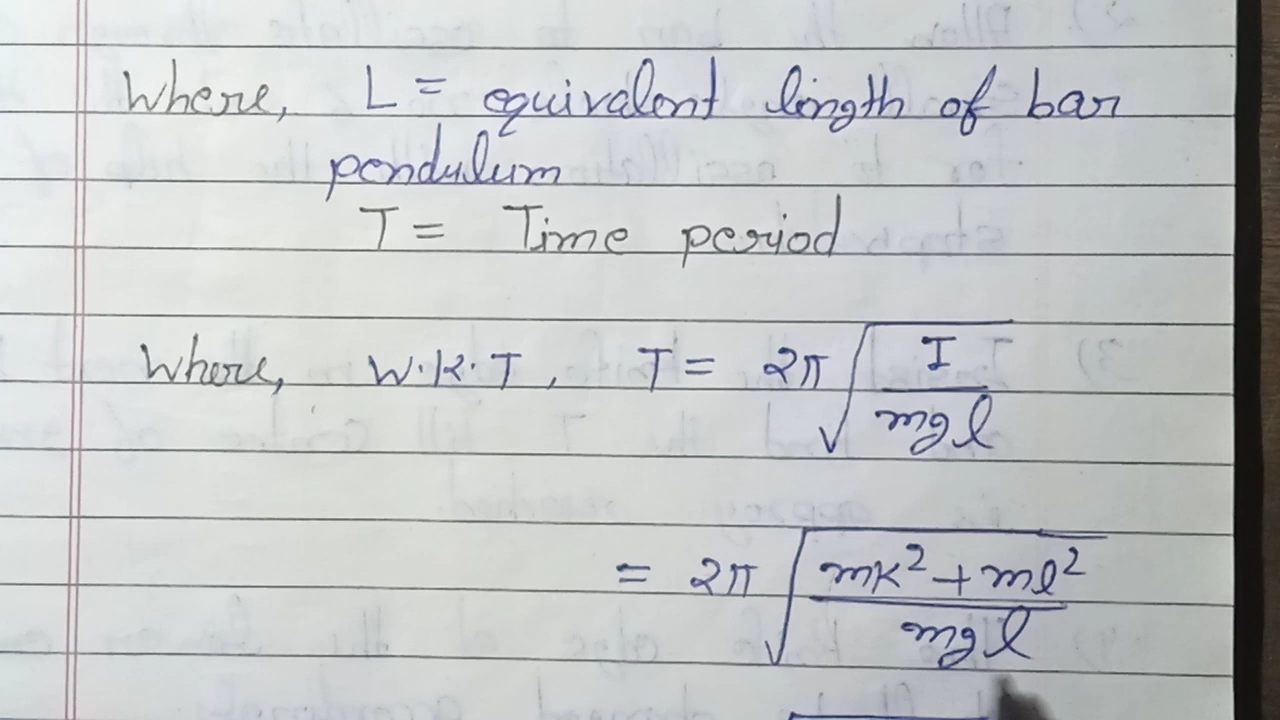 Where, L = equivalent length of bar
pendulum
T = Time period
Where, W.K.T, T = 2π √(I / mgl)
= 2π √(mk² + ml² / mgl)